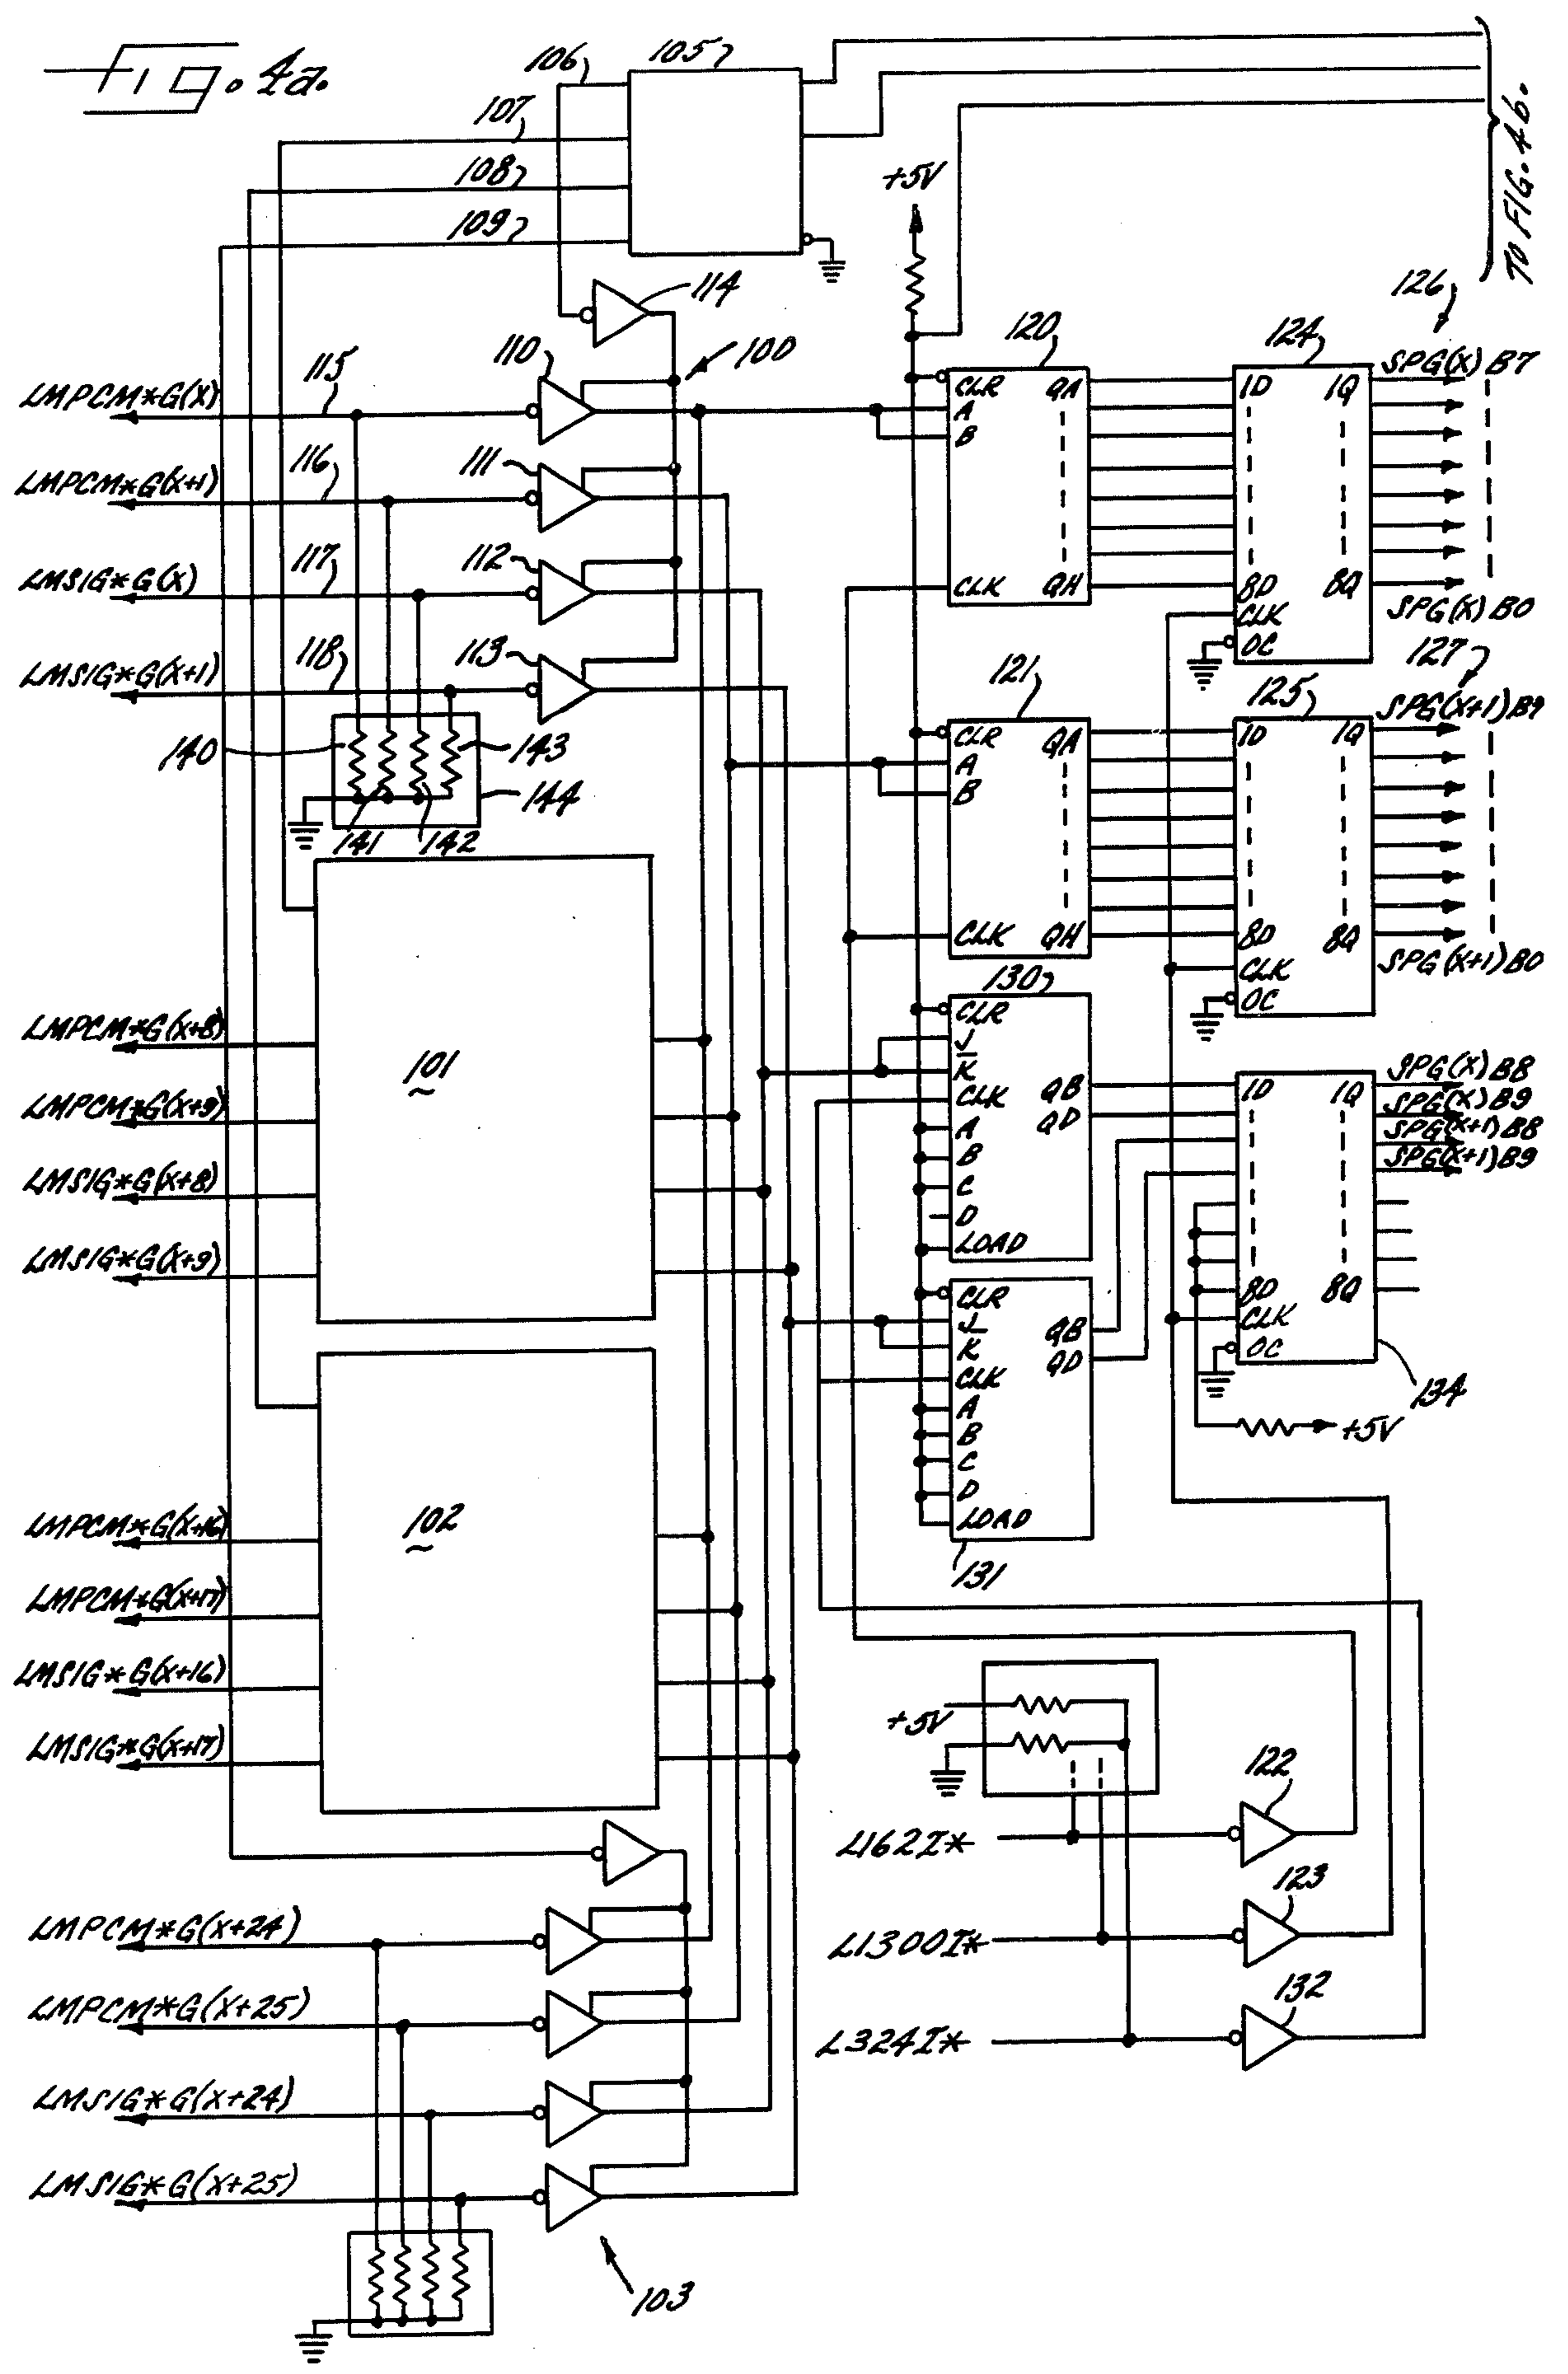 Fig. 4a.
106
105
107
108
109
TO FIG. 4b.
+5V
114
100
126
115
110
120
124
LMPCM*G(X)
CLR QA
A
B
CLK QH
1D 1Q
8D 8Q
CLK
OC
SPG(X)B7
SPG(X)B0
116
111
LMPCM*G(X+1)
117
112
LMSIG*G(X)
118
113
LMSIG*G(X+1)
127
121
125
140
143
144
141
142
CLR QA
A
B
CLK QH
1D 1Q
8D 8Q
CLK
OC
SPG(X+1)B9
SPG(X+1)B0
130
101
LMPCM*G(X+8)
LMPCM*G(X+9)
LMSIG*G(X+8)
LMSIG*G(X+9)
CLR
J
K
CLK QB
A QD
B
C
D
LOAD
1D 1Q
8D 8Q
CLK
OC
SPG(X)B8
SPG(X)B9
SPG(X+1)B8
SPG(X+1)B9
134
+5V
CLR
J QB
K QD
CLK
A
B
C
D
LOAD
131
102
LMPCM*G(X+16)
LMPCM*G(X+17)
LMSIG*G(X+16)
LMSIG*G(X+17)
+5V
122
L162I*
123
L1300I*
132
L324I*
LMPCM*G(X+24)
LMPCM*G(X+25)
LMSIG*G(X+24)
LMSIG*G(X+25)
103